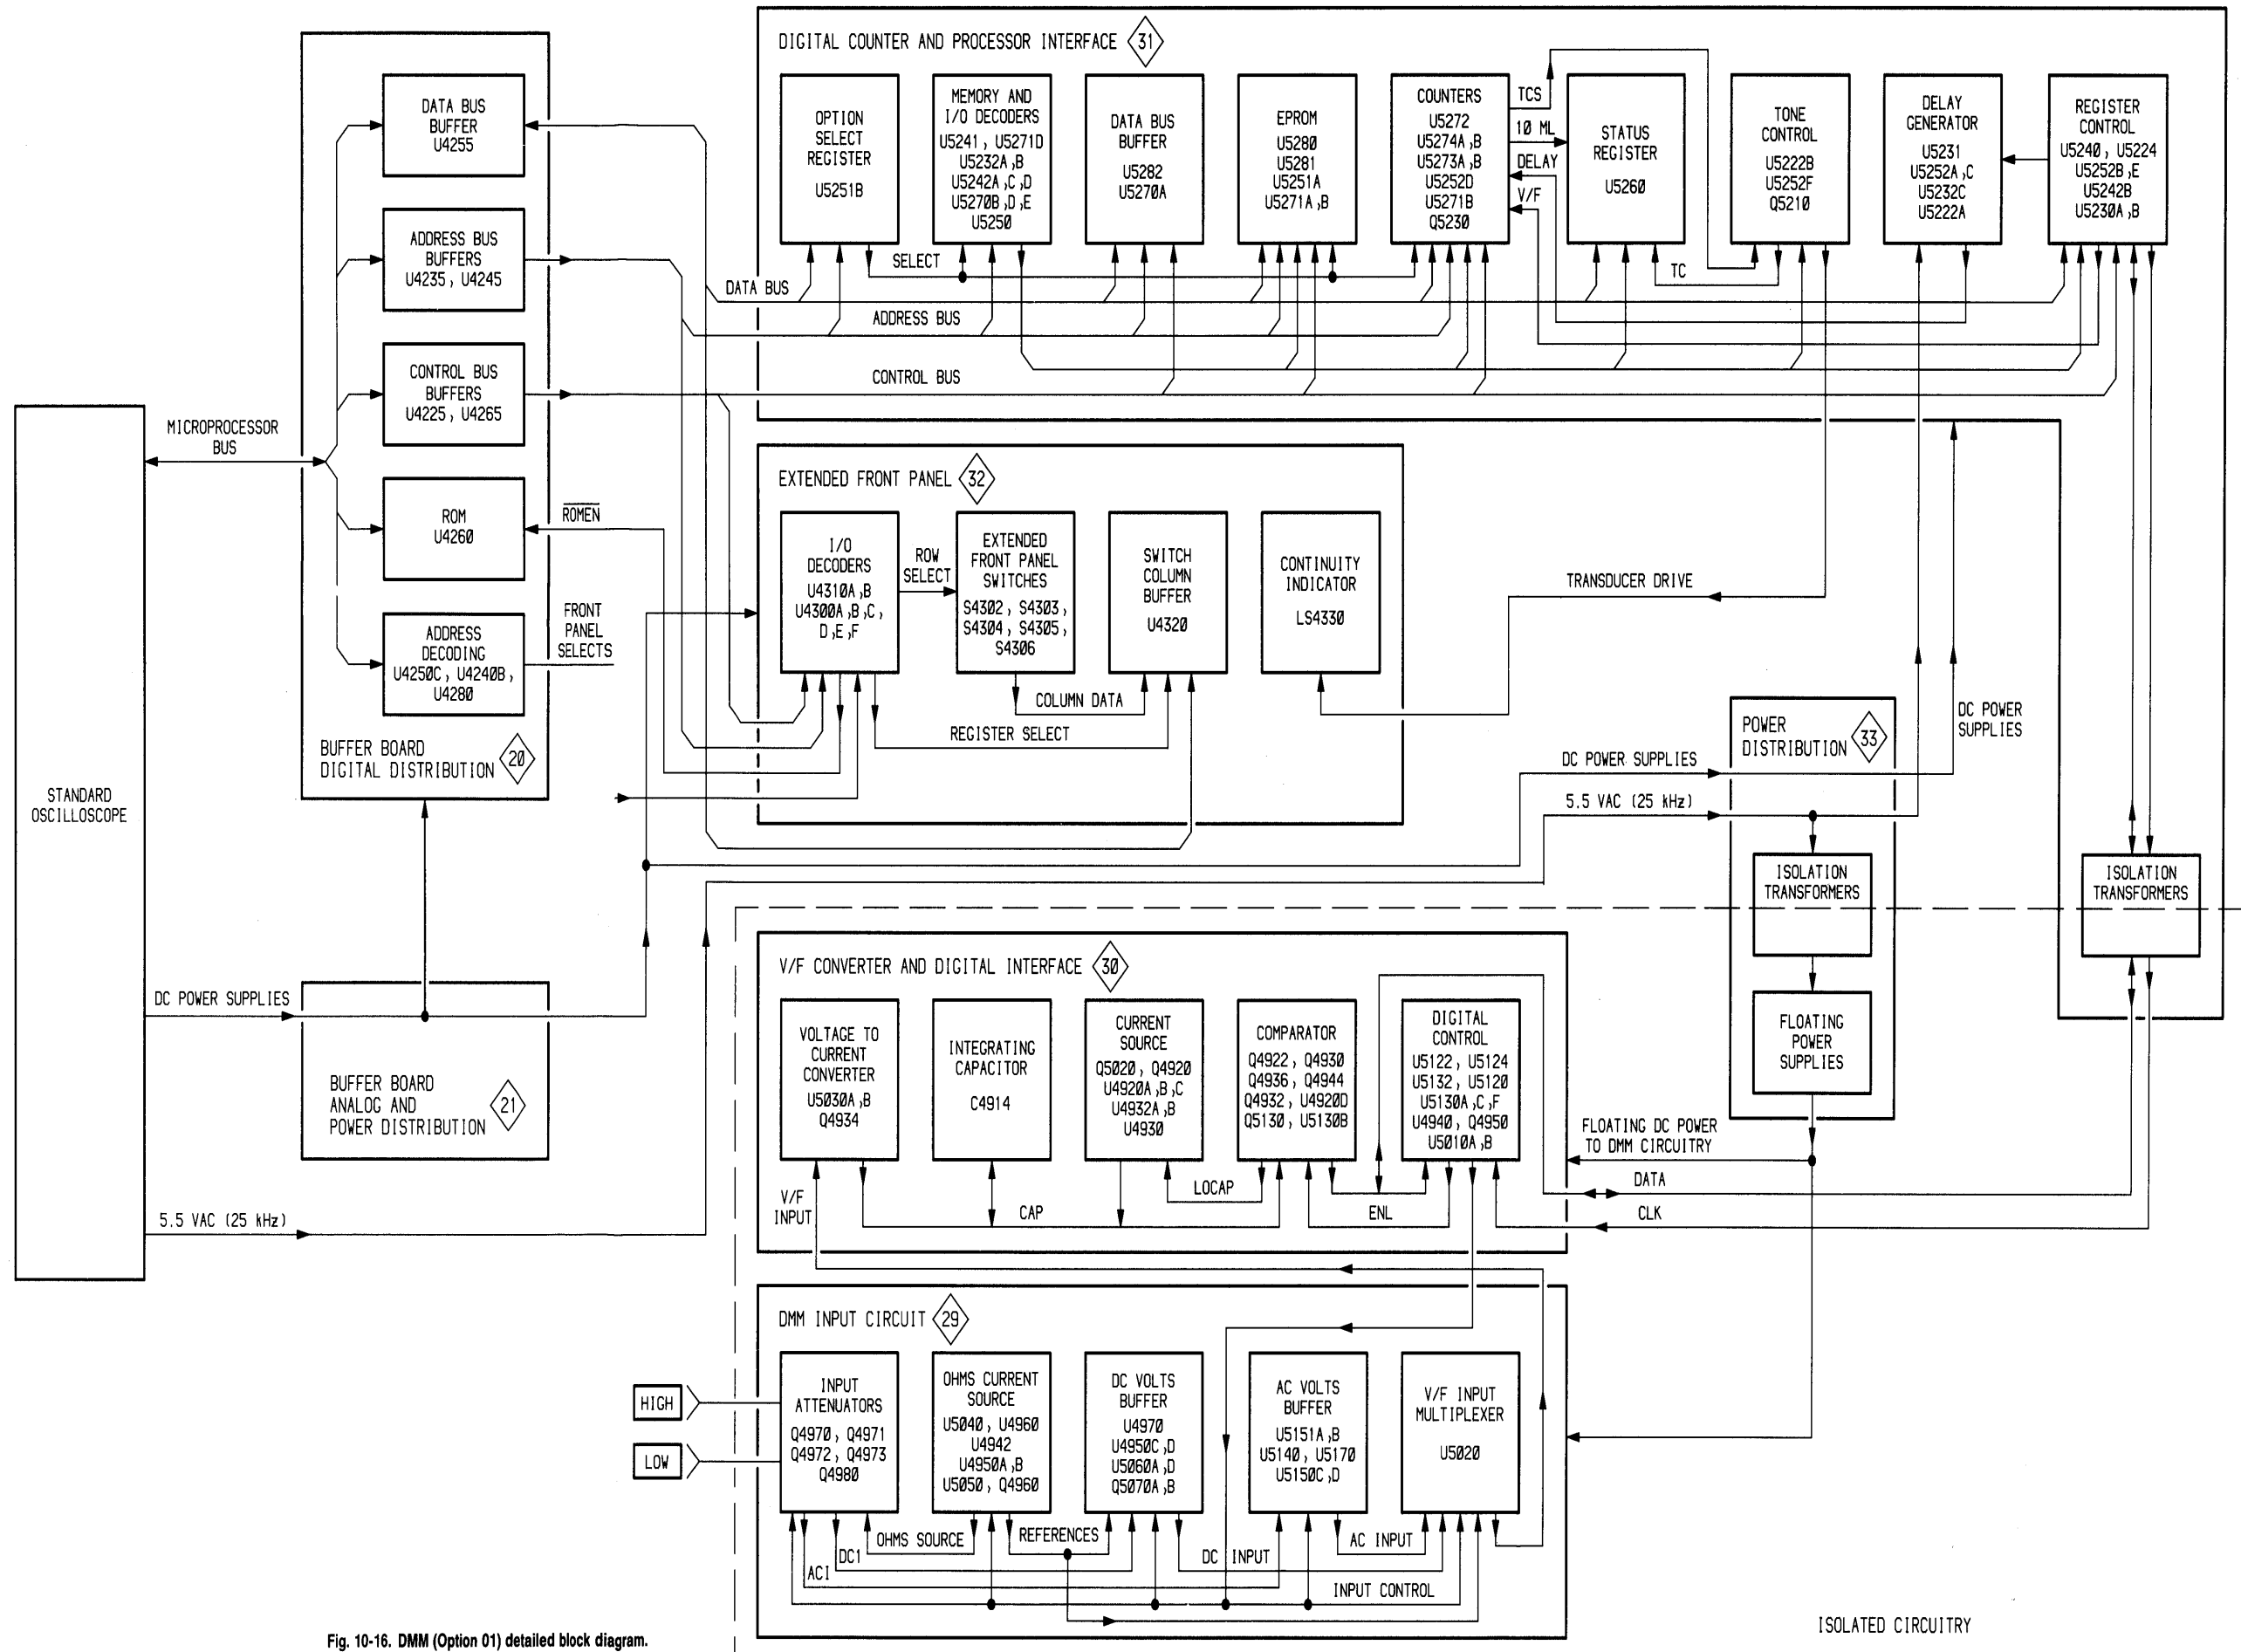 DIGITAL COUNTER AND PROCESSOR INTERFACE 31
DATA BUS
BUFFER
U4255
ADDRESS BUS
BUFFERS
U4235, U4245
CONTROL BUS
BUFFERS
U4225, U4265
ROM
U4260
ADDRESS
DECODING
U4250C, U4240B,
U4280
BUFFER BOARD
DIGITAL DISTRIBUTION 20
MICROPROCESSOR
BUS
ROMEN
FRONT
PANEL
SELECTS
STANDARD
OSCILLOSCOPE
DC POWER SUPPLIES
5.5 VAC (25 kHz)
BUFFER BOARD
ANALOG AND
POWER DISTRIBUTION 21
OPTION
SELECT
REGISTER
U5251B
MEMORY AND
I/O DECODERS
U5241, U5271D
U5232A,B
U5242A,C,D
U5270B,D,E
U5250
DATA BUS
BUFFER
U5282
U5270A
EPROM
U5280
U5281
U5251A
U5271A,B
COUNTERS
U5272
U5274A,B
U5273A,B
U5252D
U5271B
Q5230
TCS
10 ML
DELAY
V/F
STATUS
REGISTER
U5260
TONE
CONTROL
U5222B
U5252F
Q5210
DELAY
GENERATOR
U5231
U5252A,C
U5232C
U5222A
REGISTER
CONTROL
U5240, U5224
U5252B,E
U5242B
U5230A,B
SELECT
TC
DATA BUS
ADDRESS BUS
CONTROL BUS
EXTENDED FRONT PANEL 32
I/O
DECODERS
U4310A,B
U4300A,B,C,
D,E,F
ROW
SELECT
EXTENDED
FRONT PANEL
SWITCHES
S4302, S4303,
S4304, S4305,
S4306
SWITCH
COLUMN
BUFFER
U4320
CONTINUITY
INDICATOR
LS4330
COLUMN DATA
REGISTER SELECT
TRANSDUCER DRIVE
DC POWER SUPPLIES
5.5 VAC (25 kHz)
POWER
DISTRIBUTION 33
DC POWER
SUPPLIES
ISOLATION
TRANSFORMERS
FLOATING
POWER
SUPPLIES
ISOLATION
TRANSFORMERS
V/F CONVERTER AND DIGITAL INTERFACE 30
VOLTAGE TO
CURRENT
CONVERTER
U5030A,B
Q4934
INTEGRATING
CAPACITOR
C4914
CURRENT
SOURCE
Q5020, Q4920
U4920A,B,C
U4932A,B
U4930
COMPARATOR
Q4922, Q4930
Q4936, Q4944
Q4932, U4920D
Q5130, U5130B
DIGITAL
CONTROL
U5122, U5124
U5132, U5120
U5130A,C,F
U4940, Q4950
U5010A,B
V/F
INPUT
CAP
LOCAP
ENL
FLOATING DC POWER
TO DMM CIRCUITRY
DATA
CLK
DMM INPUT CIRCUIT 29
HIGH
LOW
INPUT
ATTENUATORS
Q4970, Q4971
Q4972, Q4973
Q4980
OHMS CURRENT
SOURCE
U5040, U4960
U4942
U4950A,B
U5050, Q4960
DC VOLTS
BUFFER
U4970
U4950C,D
U5060A,D
Q5070A,B
AC VOLTS
BUFFER
U5151A,B
U5140, U5170
U5150C,D
V/F INPUT
MULTIPLEXER
U5020
OHMS SOURCE
REFERENCES
DC1
AC1
DC INPUT
AC INPUT
INPUT CONTROL
ISOLATED CIRCUITRY
Fig. 10-16. DMM (Option 01) detailed block diagram.